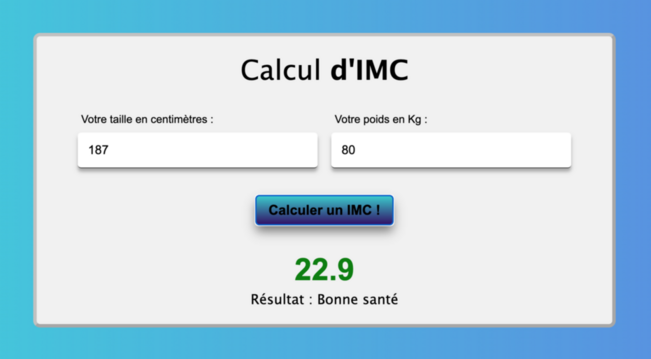 Calcul d'IMC
Votre taille en centimètres : Votre poids en Kg :
187 80
Calculer un IMC !
22.9
Résultat : Bonne santé